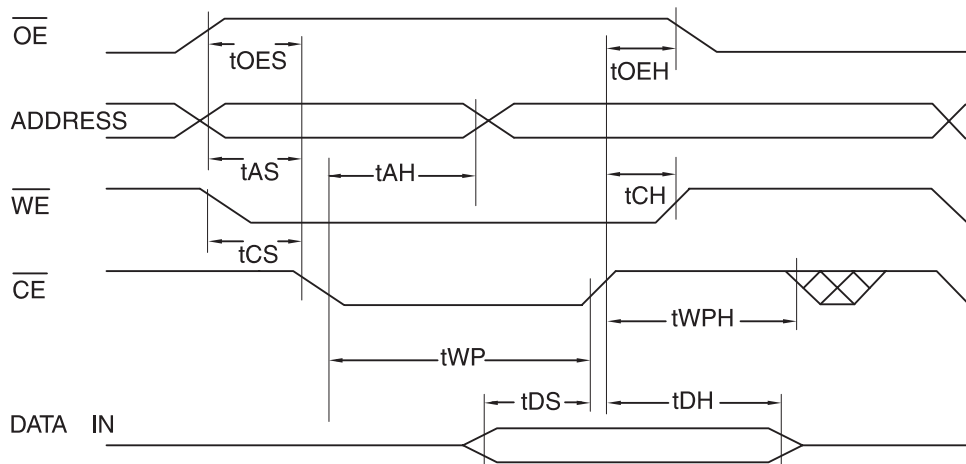 OE
tOES
tOEH
ADDRESS
tAS
tAH
WE
tCH
tCS
CE
tWPH
tWP
tDS
tDH
DATA IN